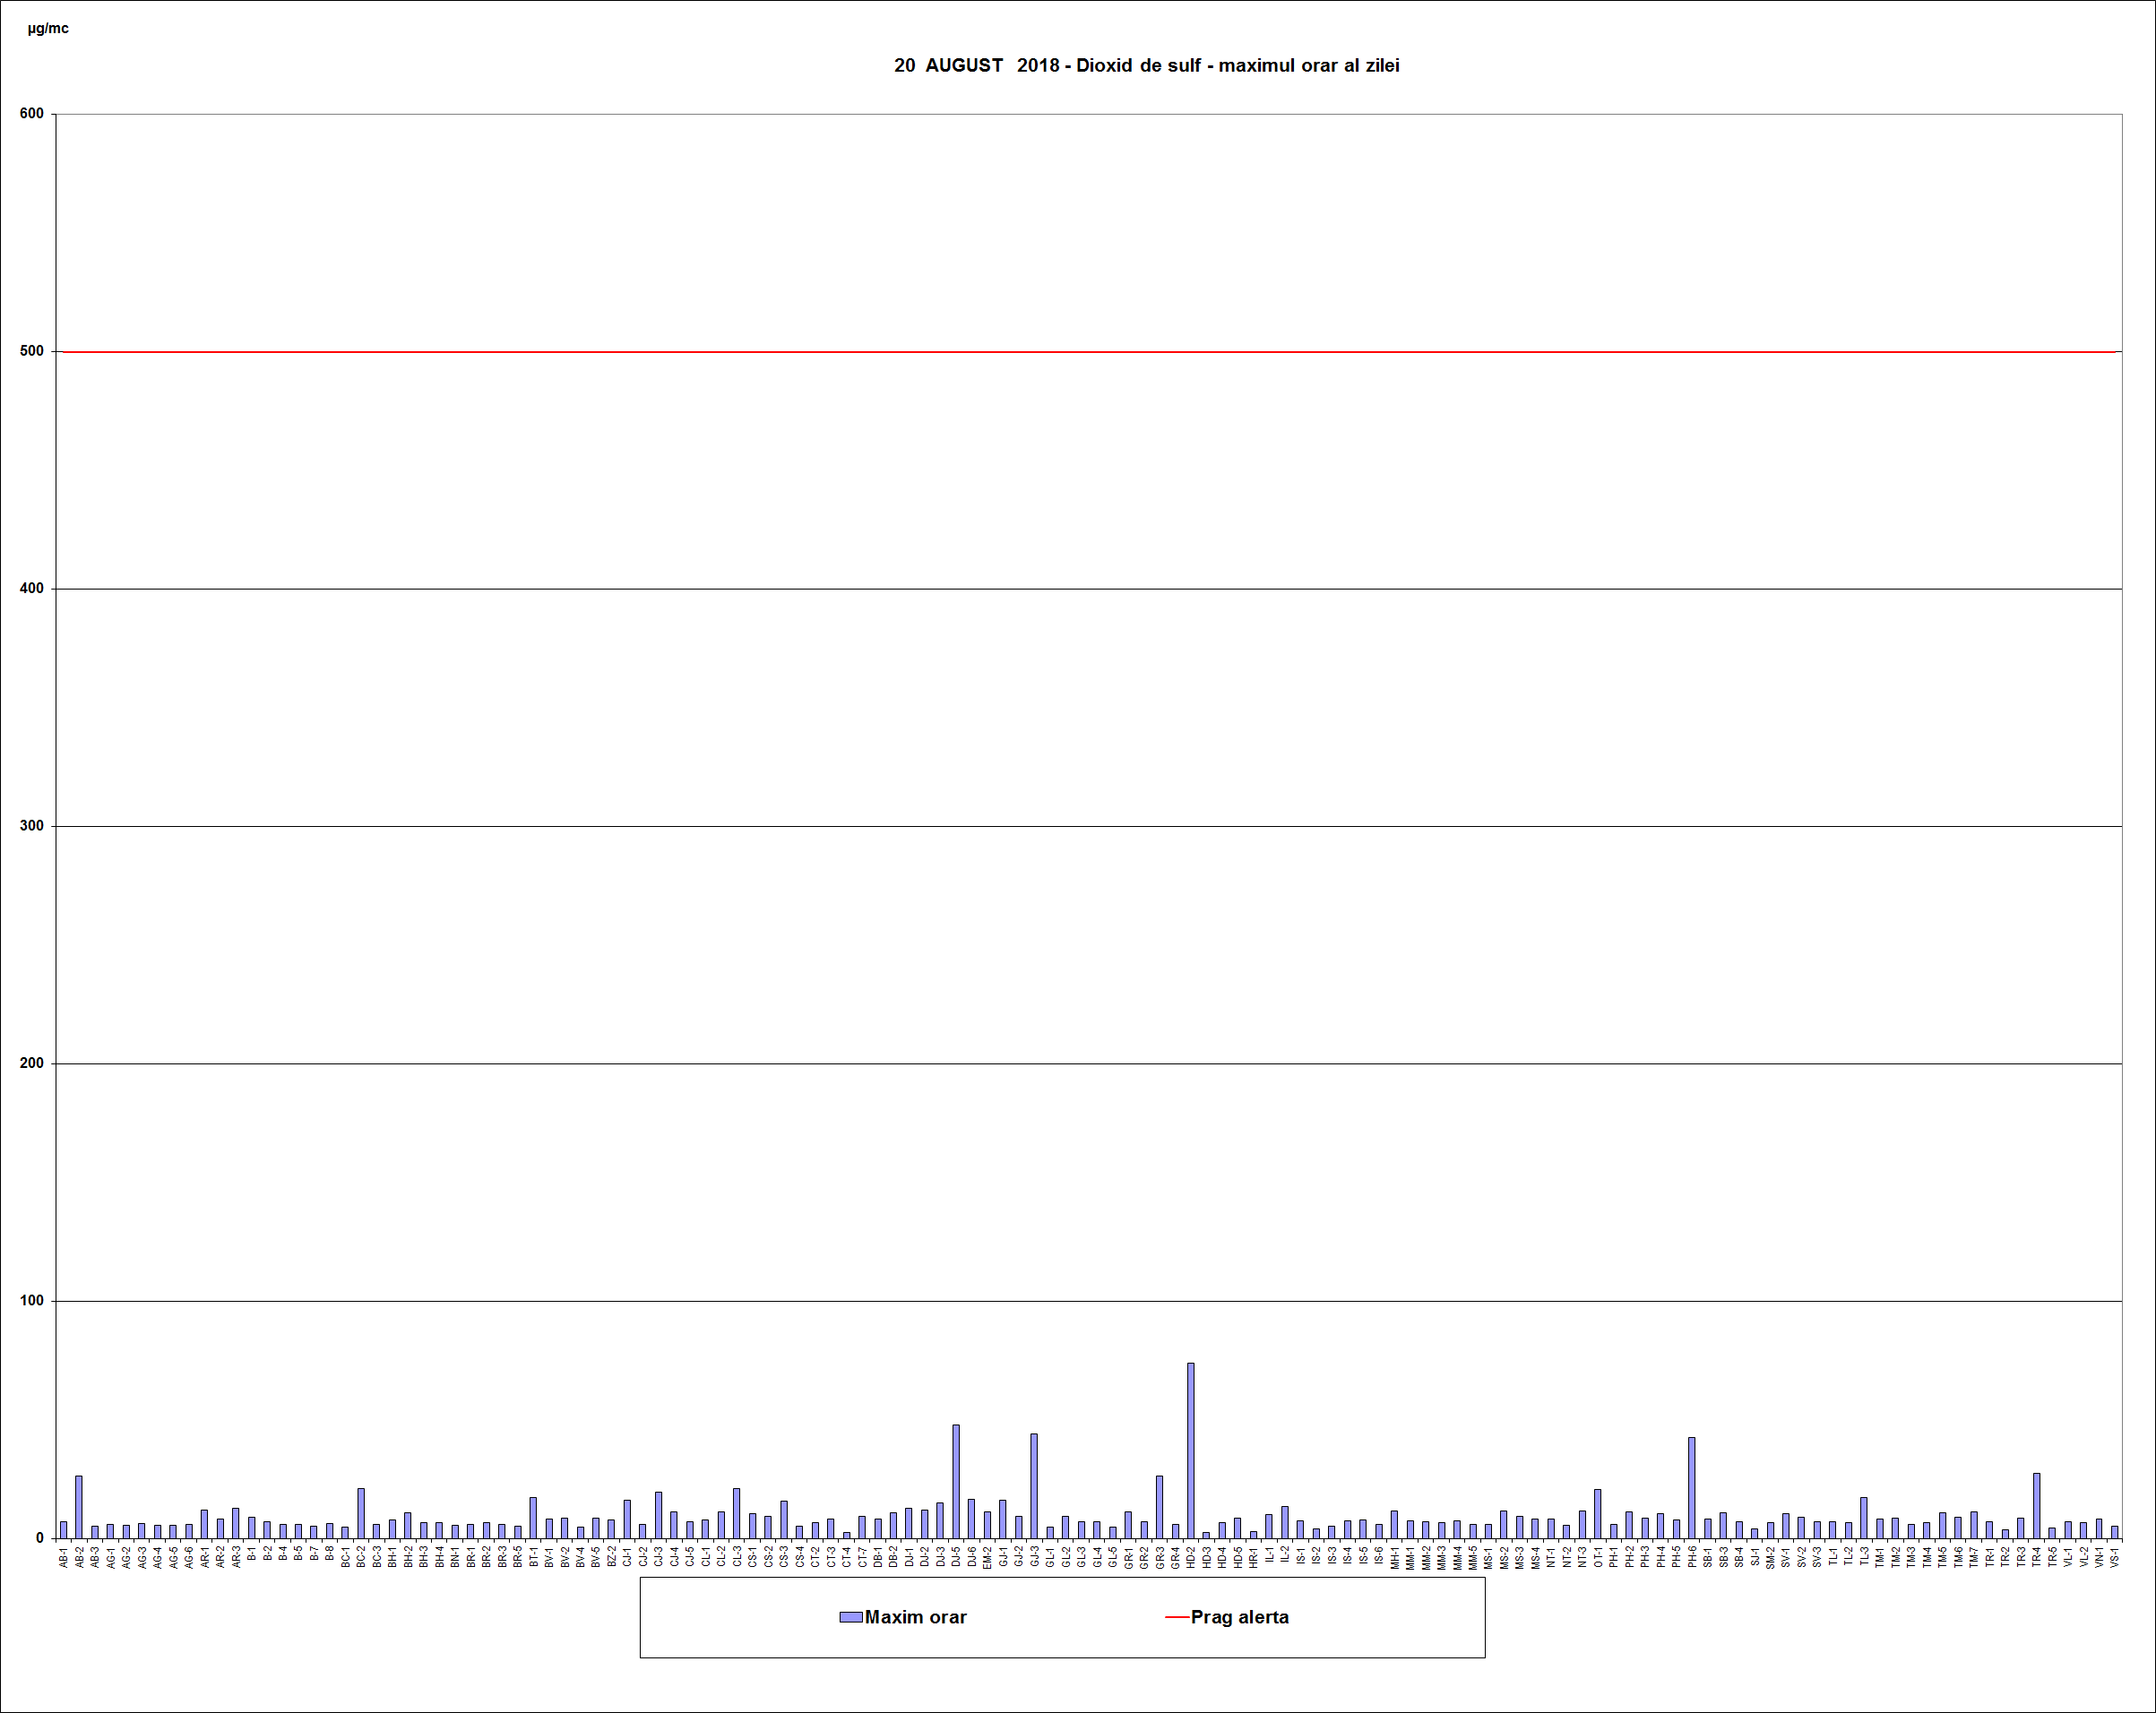 µg/mc
20 AUGUST 2018 - Dioxid de sulf - maximul orar al zilei
600
500
400
300
200
100
0
AB-1 AB-2 AB-3 AG-1 AG-2 AG-3 AG-4 AG-5 AG-6 AR-1 AR-2 AR-3 B-1 B-2 B-4 B-5 B-7 B-8 BC-1 BC-2 BC-3 BH-1 BH-2 BH-3 BH-4 BN-1 BR-1 BR-2 BR-3 BR-5 BT-1 BV-1 BV-2 BV-4 BV-5 BZ-2 CJ-1 CJ-2 CJ-3 CJ-4 CJ-5 CL-1 CL-2 CL-3 CS-1 CS-2 CS-3 CS-4 CT-2 CT-3 CT-4 CT-7 DB-1 DB-2 DJ-1 DJ-2 DJ-3 DJ-5 DJ-6 EM-2 GJ-1 GJ-2 GJ-3 GL-1 GL-2 GL-3 GL-4 GL-5 GR-1 GR-2 GR-3 GR-4 HD-2 HD-3 HD-4 HD-5 HR-1 IL-1 IL-2 IS-1 IS-2 IS-3 IS-4 IS-5 IS-6 MH-1 MM-1 MM-2 MM-3 MM-4 MM-5 MS-1 MS-2 MS-3 MS-4 NT-1 NT-2 NT-3 OT-1 PH-1 PH-2 PH-3 PH-4 PH-5 PH-6 SB-1 SB-3 SB-4 SJ-1 SM-2 SV-1 SV-2 SV-3 TL-1 TL-2 TL-3 TM-1 TM-2 TM-3 TM-4 TM-5 TM-6 TM-7 TR-1 TR-2 TR-3 TR-4 TR-5 VL-1 VL-2 VN-1 VS-1
Maxim orar Prag alerta